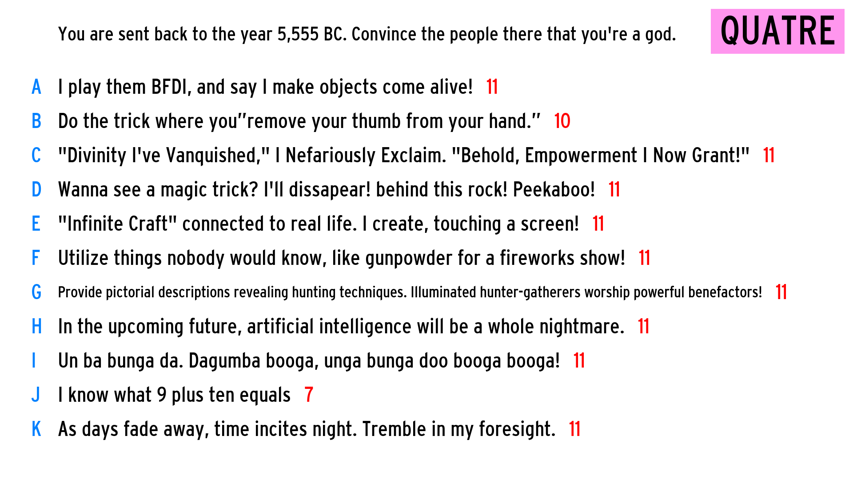 You are sent back to the year 5,555 BC. Convince the people there that you're a god.
QUATRE
A I play them BFDI, and say I make objects come alive! 11
B Do the trick where you"remove your thumb from your hand.” 10
C "Divinity I've Vanquished," I Nefariously Exclaim. "Behold, Empowerment I Now Grant!" 11
D Wanna see a magic trick? I'll dissapear! behind this rock! Peekaboo! 11
E "Infinite Craft" connected to real life. I create, touching a screen! 11
F Utilize things nobody would know, like gunpowder for a fireworks show! 11
G Provide pictorial descriptions revealing hunting techniques. Illuminated hunter-gatherers worship powerful benefactors! 11
H In the upcoming future, artificial intelligence will be a whole nightmare. 11
I Un ba bunga da. Dagumba booga, unga bunga doo booga booga! 11
J I know what 9 plus ten equals 7
K As days fade away, time incites night. Tremble in my foresight. 11